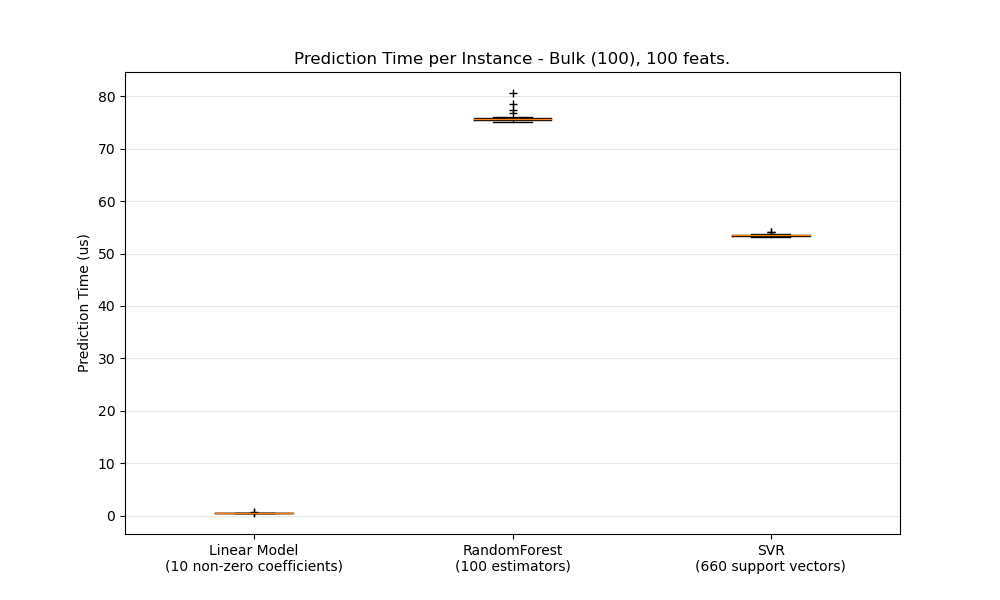 Prediction Time per Instance - Bulk (100), 100 feats.
Prediction Time (us)
80
70
60
50
40
30
20
10
0
Linear Model
(10 non-zero coefficients)
RandomForest
(100 estimators)
SVR
(660 support vectors)